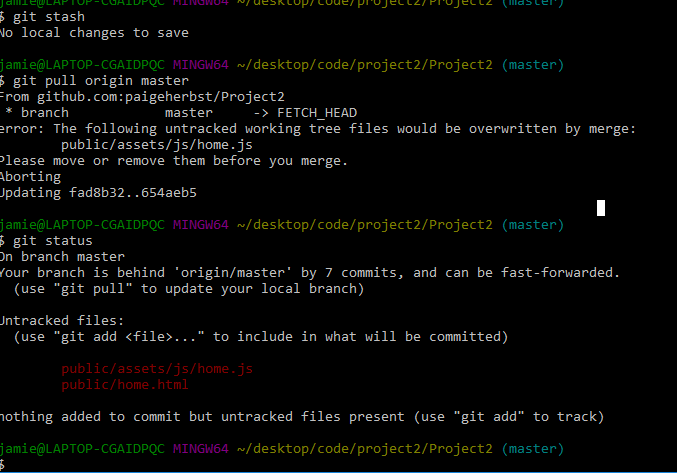 $ git stash
No local changes to save
jamie@LAPTOP-CGAIDPQC MINGW64 ~/desktop/code/project2/Project2 (master)
$ git pull origin master
From github.com:paigeherbst/Project2
* branch master -> FETCH_HEAD
error: The following untracked working tree files would be overwritten by merge:
public/assets/js/home.js
Please move or remove them before you merge.
Aborting
Updating fad8b32..654aeb5
jamie@LAPTOP-CGAIDPQC MINGW64 ~/desktop/code/project2/Project2 (master)
$ git status
On branch master
Your branch is behind 'origin/master' by 7 commits, and can be fast-forwarded.
(use "git pull" to update your local branch)
Untracked files:
(use "git add <file>..." to include in what will be committed)
public/assets/js/home.js
public/home.html
nothing added to commit but untracked files present (use "git add" to track)
jamie@LAPTOP-CGAIDPQC MINGW64 ~/desktop/code/project2/Project2 (master)
$